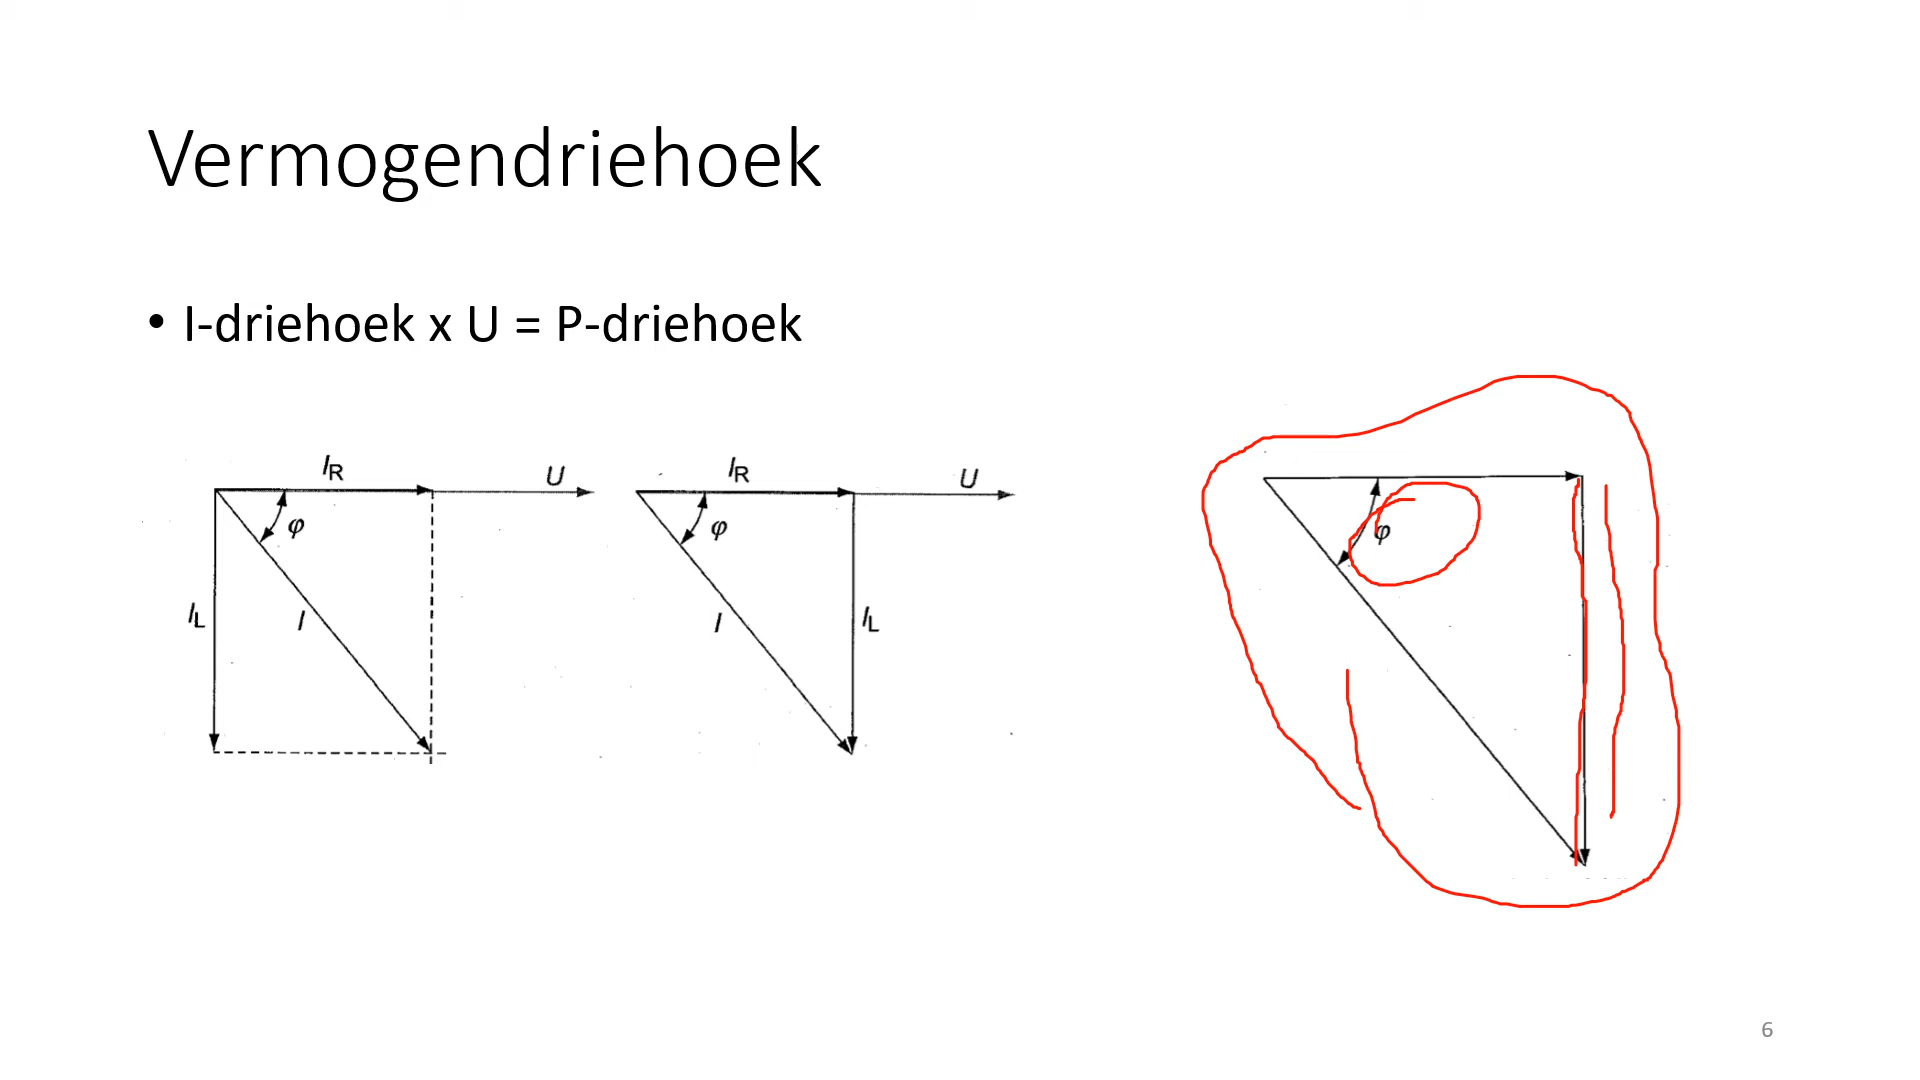 Vermogendriehoek
• I-driehoek x U = P-driehoek
IR
U
φ
IL
I
IR
U
φ
I
IL
φ
6